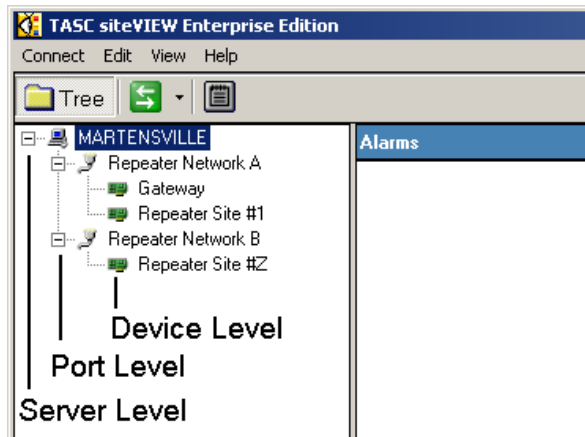 TASC siteVIEW Enterprise Edition
Connect Edit View Help
Tree
MARTENSVILLE
Alarms
Repeater Network A
Gateway
Repeater Site #1
Repeater Network B
Repeater Site #Z
Device Level
Port Level
Server Level